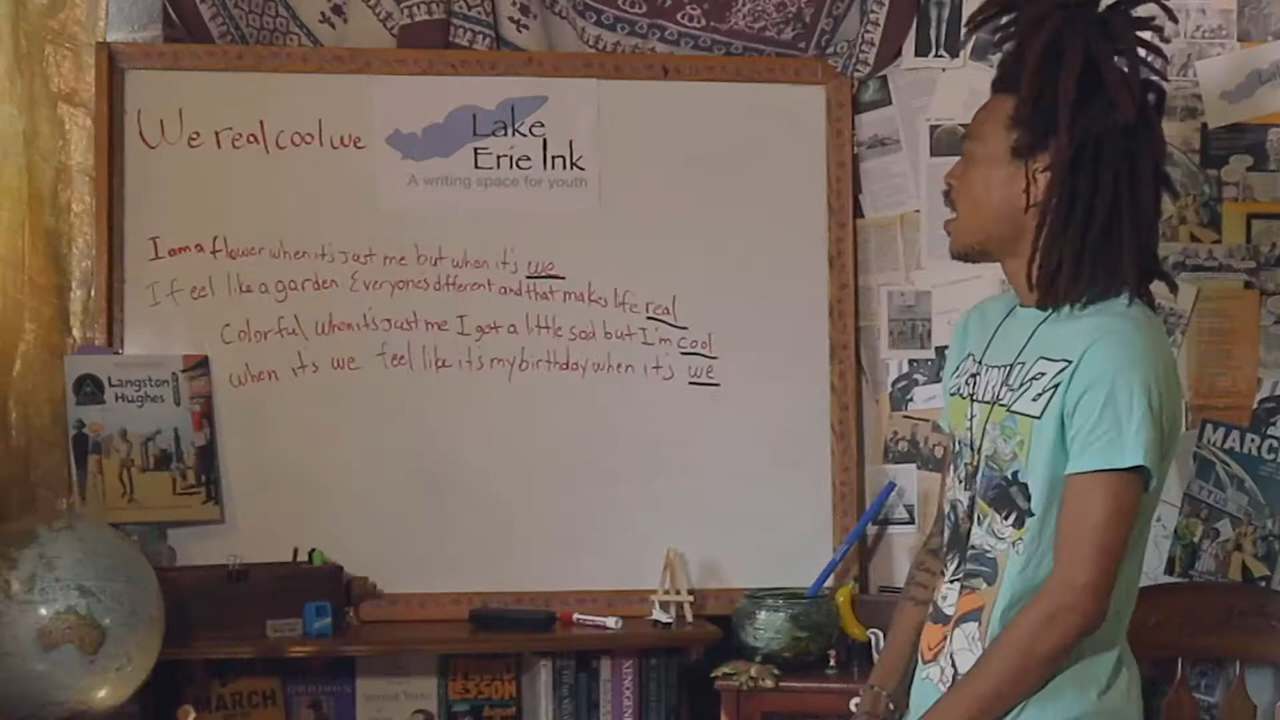 We real cool we
Lake
Erie Ink
A writing space for youth
I am a flower when it's just me but when it's we
I feel like a garden Everyone's different and that makes life real
Colorful when it's just me I got a little sad but I'm cool
when it's we feel like it's my birthday when it's we
Langston
Hughes
MARCH
LESSON
MARC